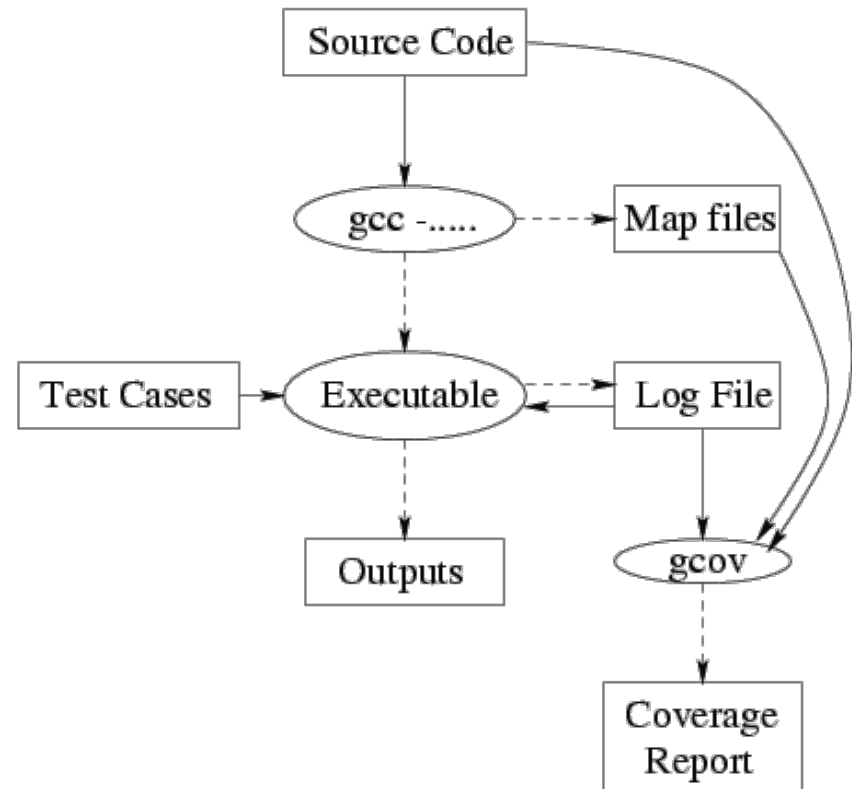 Source Code
gcc -.....
Map files
Test Cases
Executable
Log File
Outputs
gcov
Coverage
Report